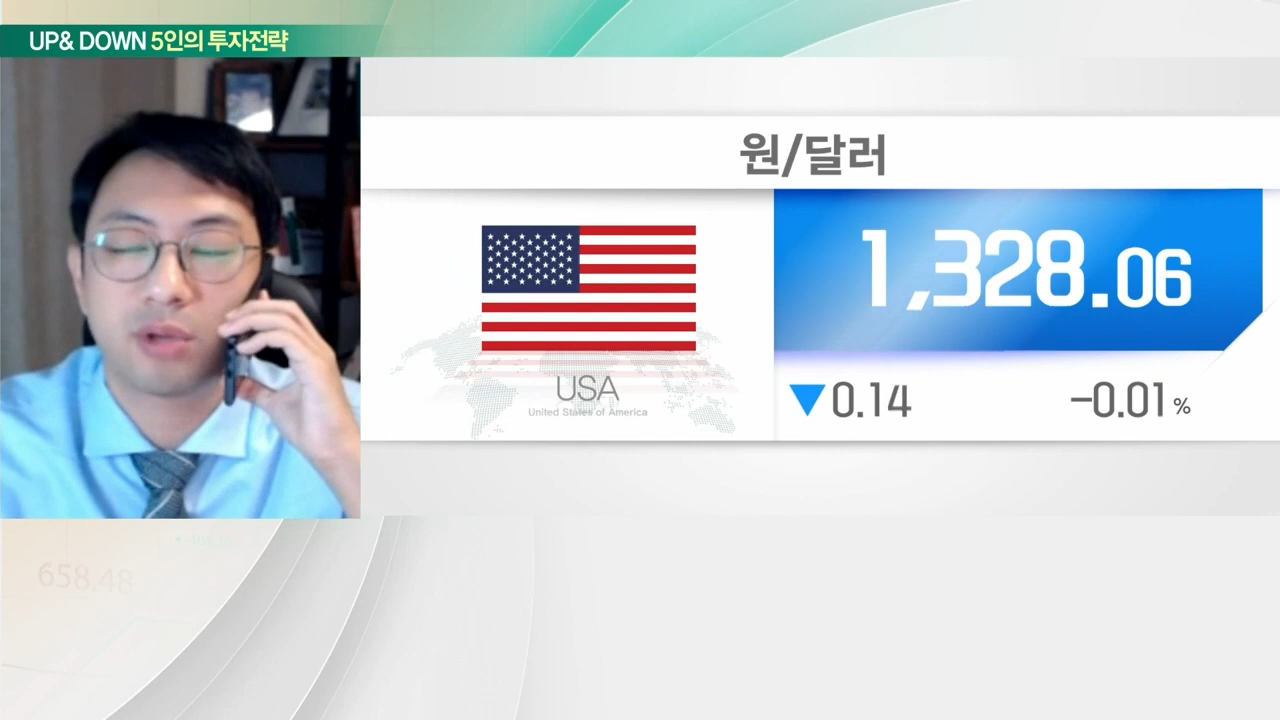 UP& DOWN 5인의 투자전략
원/달러
1,328.06
USA
United States of America
▼0.14 -0.01%
658.48